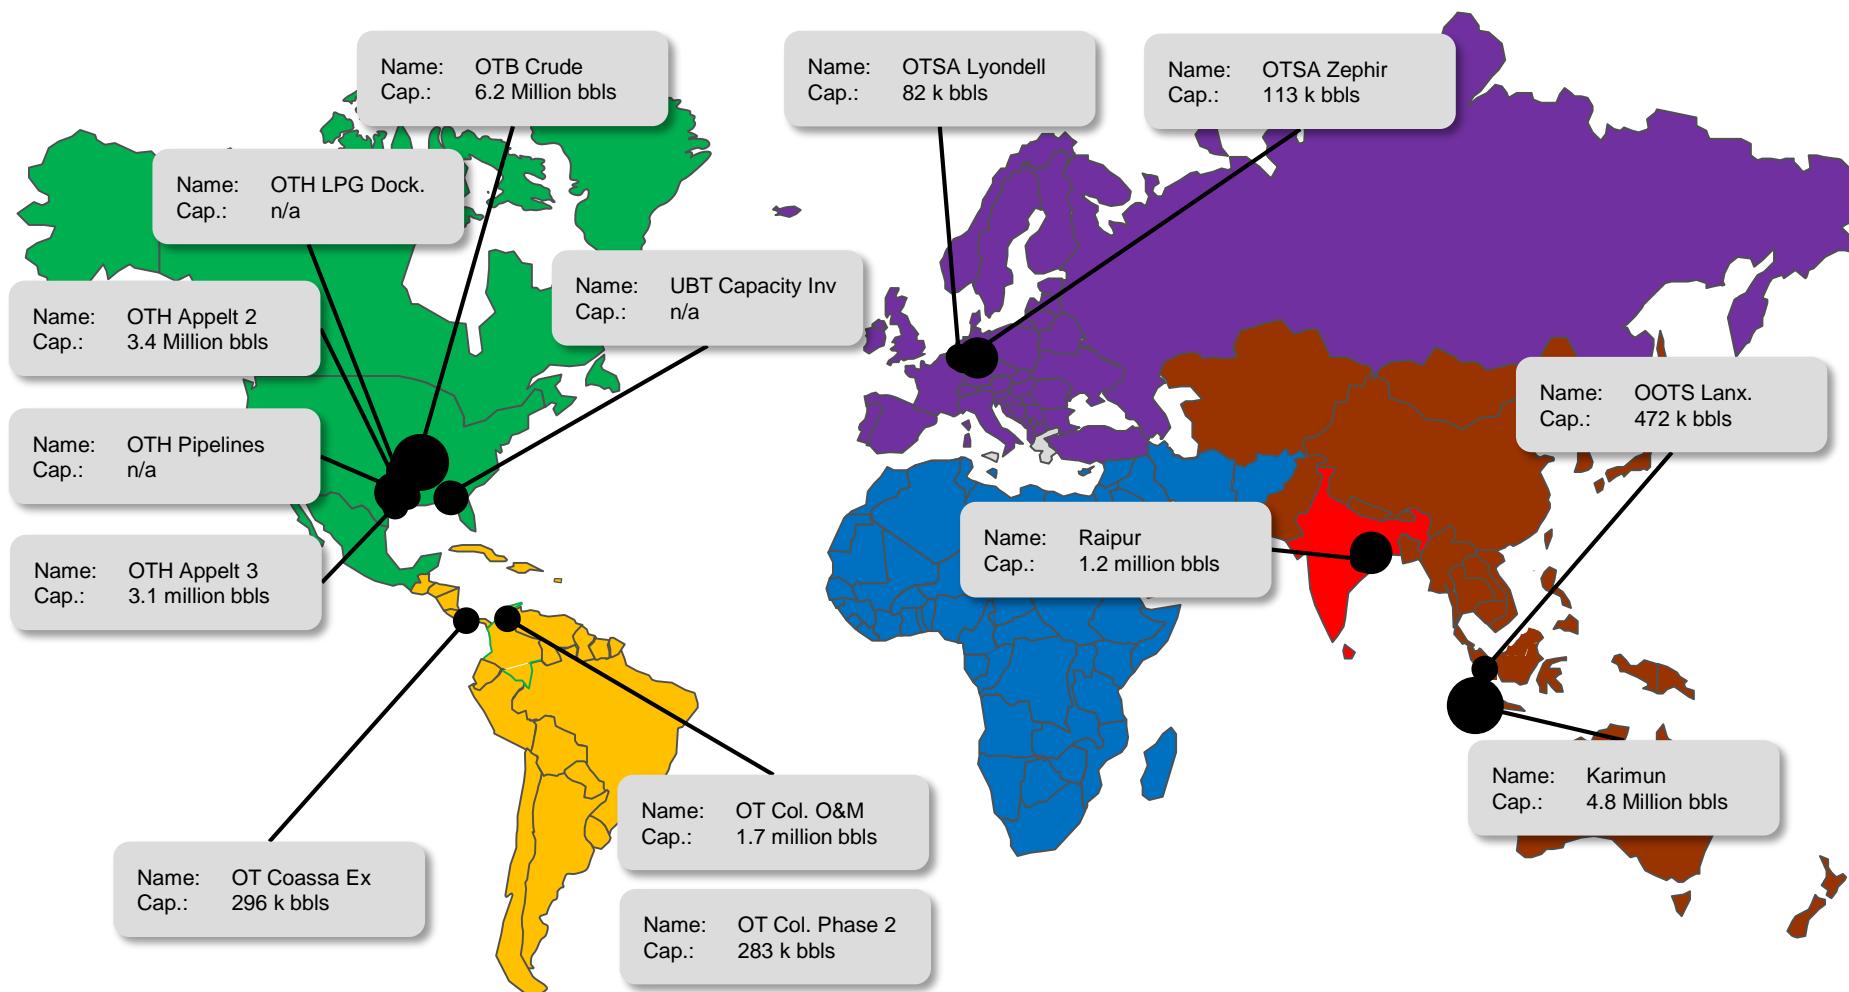 Name: OTB Crude
Cap.: 6.2 Million bbls
Name: OTSA Lyondell
Cap.: 82 k bbls
Name: OTSA Zephir
Cap.: 113 k bbls
Name: OTH LPG Dock.
Cap.: n/a
Name: UBT Capacity Inv
Cap.: n/a
Name: OTH Appelt 2
Cap.: 3.4 Million bbls
Name: OOTS Lanx.
Cap.: 472 k bbls
Name: OTH Pipelines
Cap.: n/a
Name: Raipur
Cap.: 1.2 million bbls
Name: OTH Appelt 3
Cap.: 3.1 million bbls
Name: Karimun
Cap.: 4.8 Million bbls
Name: OT Col. O&M
Cap.: 1.7 million bbls
Name: OT Coassa Ex
Cap.: 296 k bbls
Name: OT Col. Phase 2
Cap.: 283 k bbls